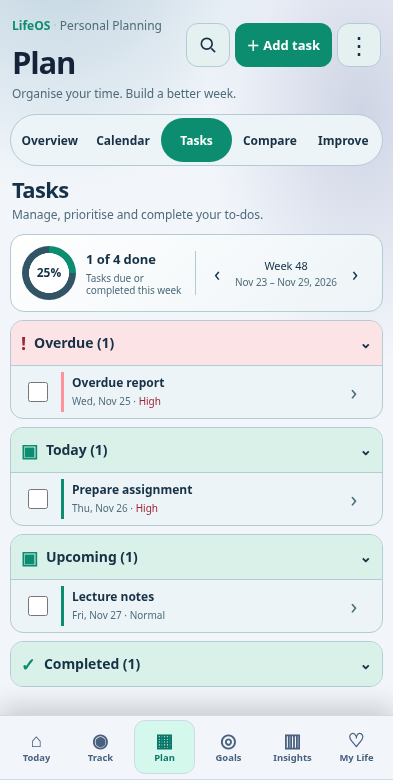 LifeOS Personal Planning
Plan
+ Add task
Organise your time. Build a better week.
Overview Calendar Tasks Compare Improve
Tasks
Manage, prioritise and complete your to-dos.
25%
1 of 4 done
Tasks due or
completed this week
Week 48
Nov 23 – Nov 29, 2026
! Overdue (1)
Overdue report
Wed, Nov 25 · High
Today (1)
Prepare assignment
Thu, Nov 26 · High
Upcoming (1)
Lecture notes
Fri, Nov 27 · Normal
✓ Completed (1)
Today Track Plan Goals Insights My Life